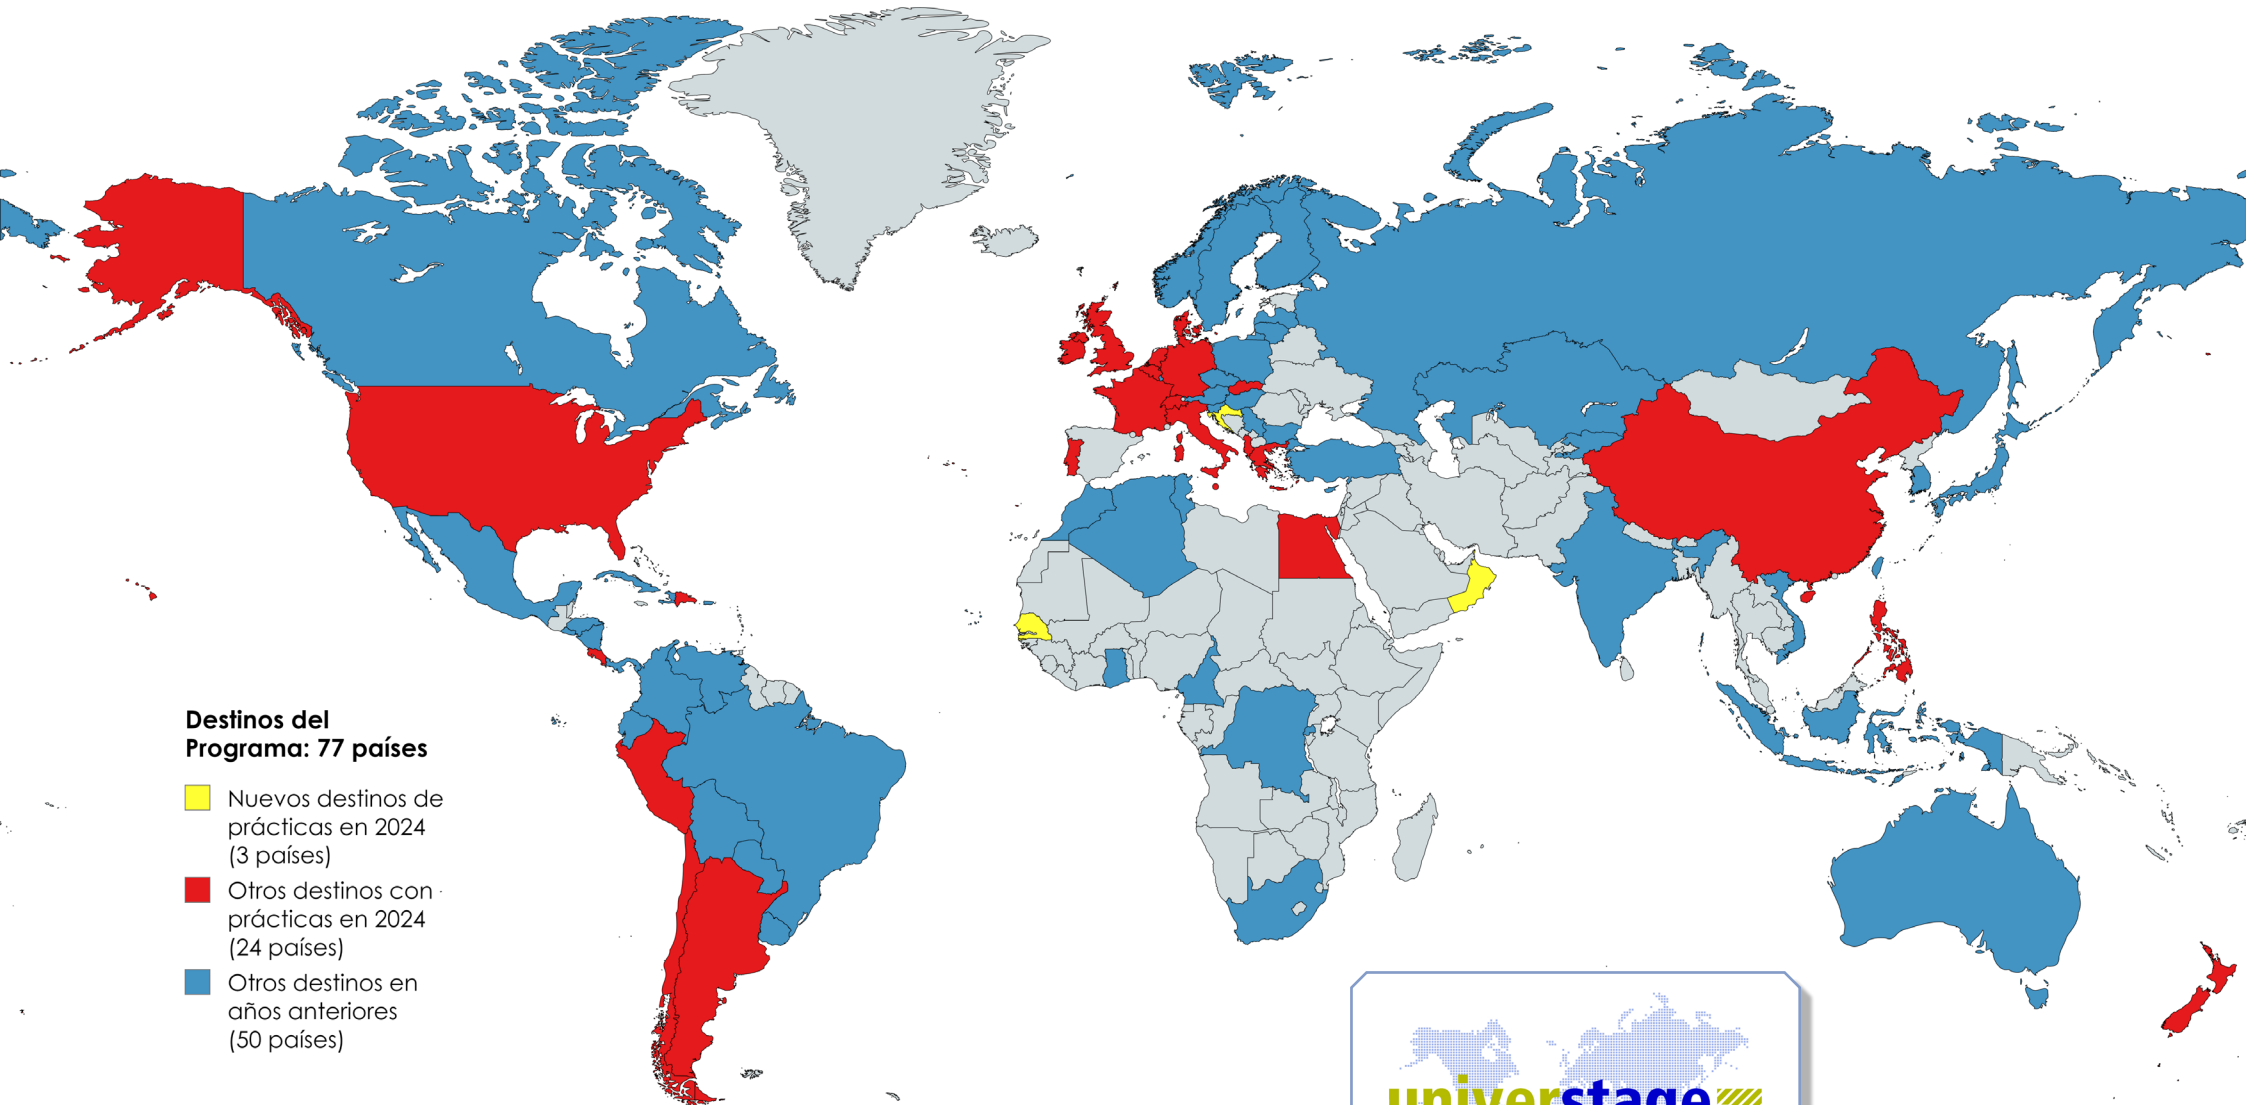 Destinos del
Programa: 77 países
Nuevos destinos de
prácticas en 2024
(3 países)
Otros destinos con
prácticas en 2024
(24 países)
Otros destinos en
años anteriores
(50 países)
universtage